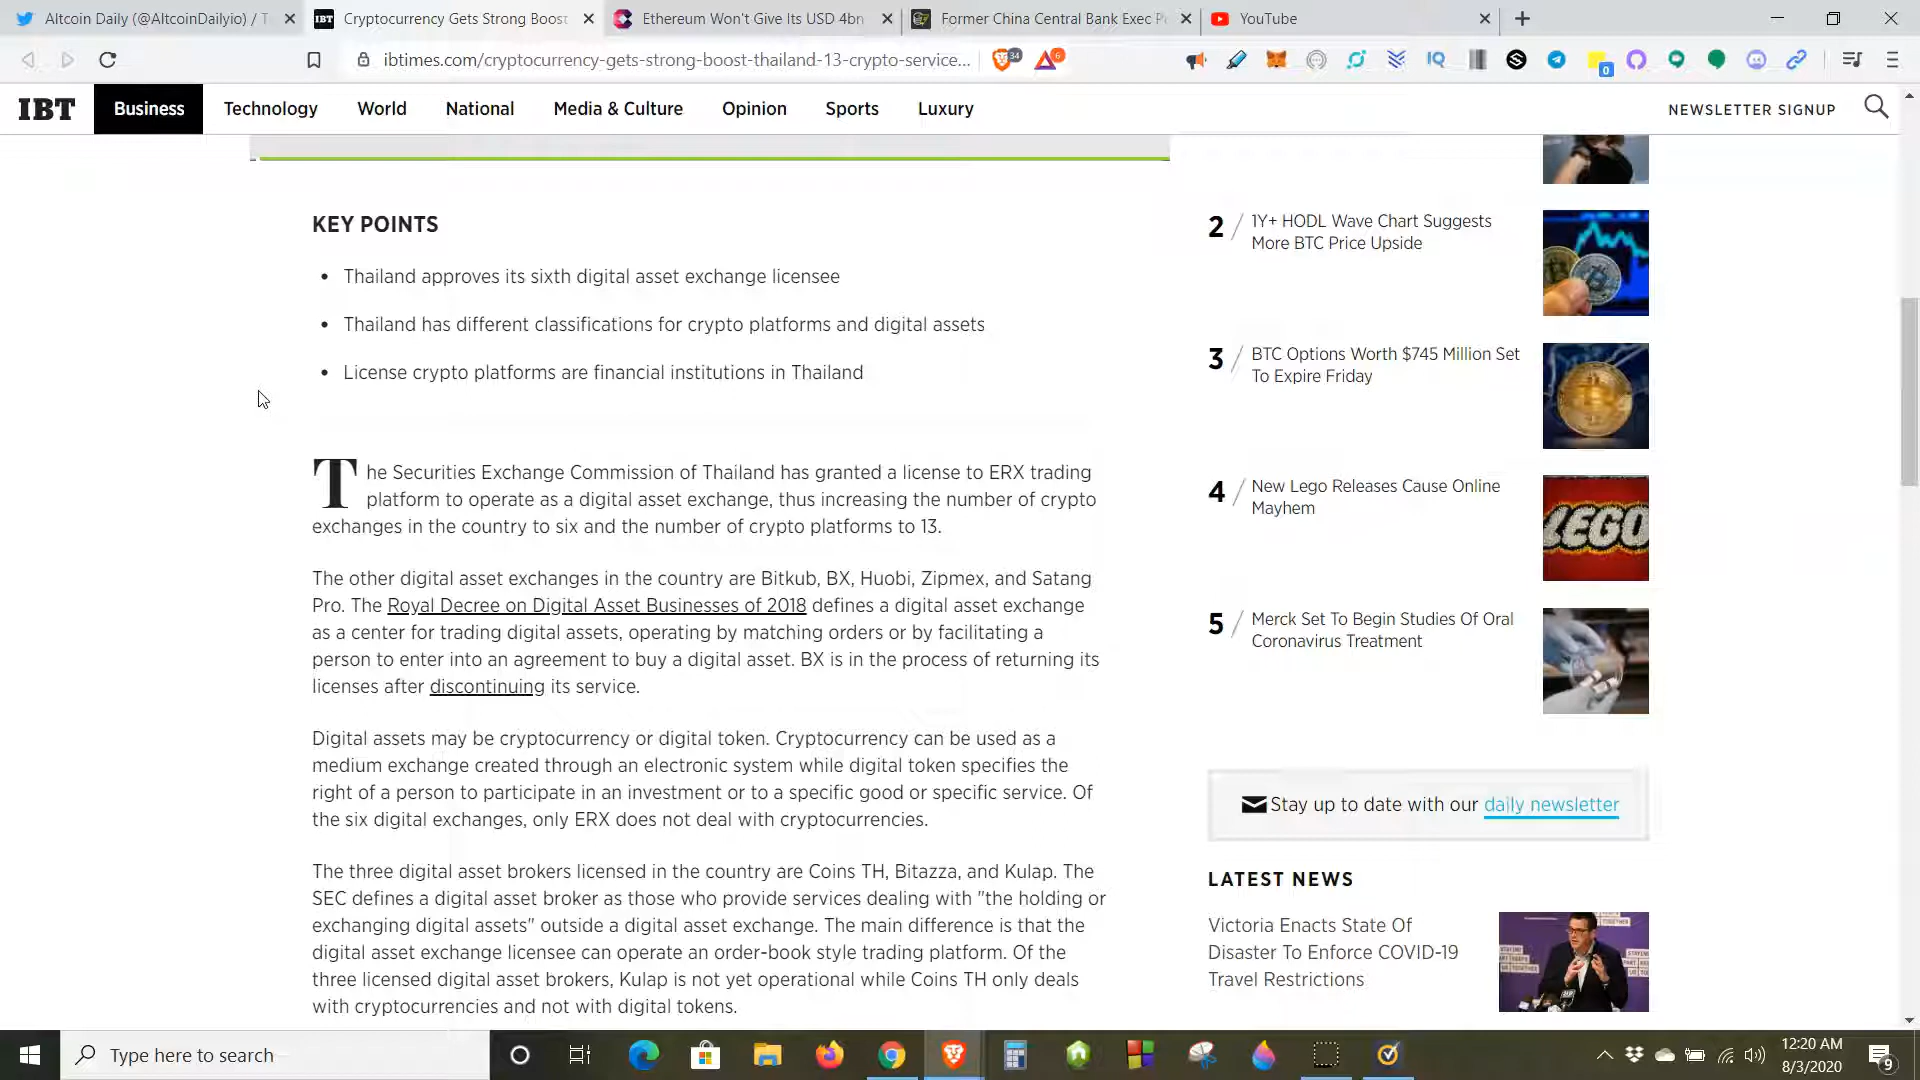 Altcoin Daily (@AltcoinDailyio) / T
Cryptocurrency Gets Strong Boost
Ethereum Won't Give Its USD 4bn
Former China Central Bank Exec P
YouTube
ibtimes.com/cryptocurrency-gets-strong-boost-thailand-13-crypto-service...
34
6
0
IBT
Business
Technology
World
National
Media & Culture
Opinion
Sports
Luxury
NEWSLETTER SIGNUP
KEY POINTS
• Thailand approves its sixth digital asset exchange licensee
• Thailand has different classifications for crypto platforms and digital assets
• License crypto platforms are financial institutions in Thailand
The Securities Exchange Commission of Thailand has granted a license to ERX trading
platform to operate as a digital asset exchange, thus increasing the number of crypto
exchanges in the country to six and the number of crypto platforms to 13.
The other digital asset exchanges in the country are Bitkub, BX, Huobi, Zipmex, and Satang
Pro. The Royal Decree on Digital Asset Businesses of 2018 defines a digital asset exchange
as a center for trading digital assets, operating by matching orders or by facilitating a
person to enter into an agreement to buy a digital asset. BX is in the process of returning its
licenses after discontinuing its service.
Digital assets may be cryptocurrency or digital token. Cryptocurrency can be used as a
medium exchange created through an electronic system while digital token specifies the
right of a person to participate in an investment or to a specific good or specific service. Of
the six digital exchanges, only ERX does not deal with cryptocurrencies.
The three digital asset brokers licensed in the country are Coins TH, Bitazza, and Kulap. The
SEC defines a digital asset broker as those who provide services dealing with "the holding or
exchanging digital assets" outside a digital asset exchange. The main difference is that the
digital asset exchange licensee can operate an order-book style trading platform. Of the
three licensed digital asset brokers, Kulap is not yet operational while Coins TH only deals
with cryptocurrencies and not with digital tokens.
2 / 1Y+ HODL Wave Chart Suggests
More BTC Price Upside
3 / BTC Options Worth $745 Million Set
To Expire Friday
4 / New Lego Releases Cause Online
Mayhem
LEGO
5 / Merck Set To Begin Studies Of Oral
Coronavirus Treatment
Stay up to date with our daily newsletter
LATEST NEWS
Victoria Enacts State Of
Disaster To Enforce COVID-19
Travel Restrictions
Type here to search
12:20 AM
8/3/2020
9